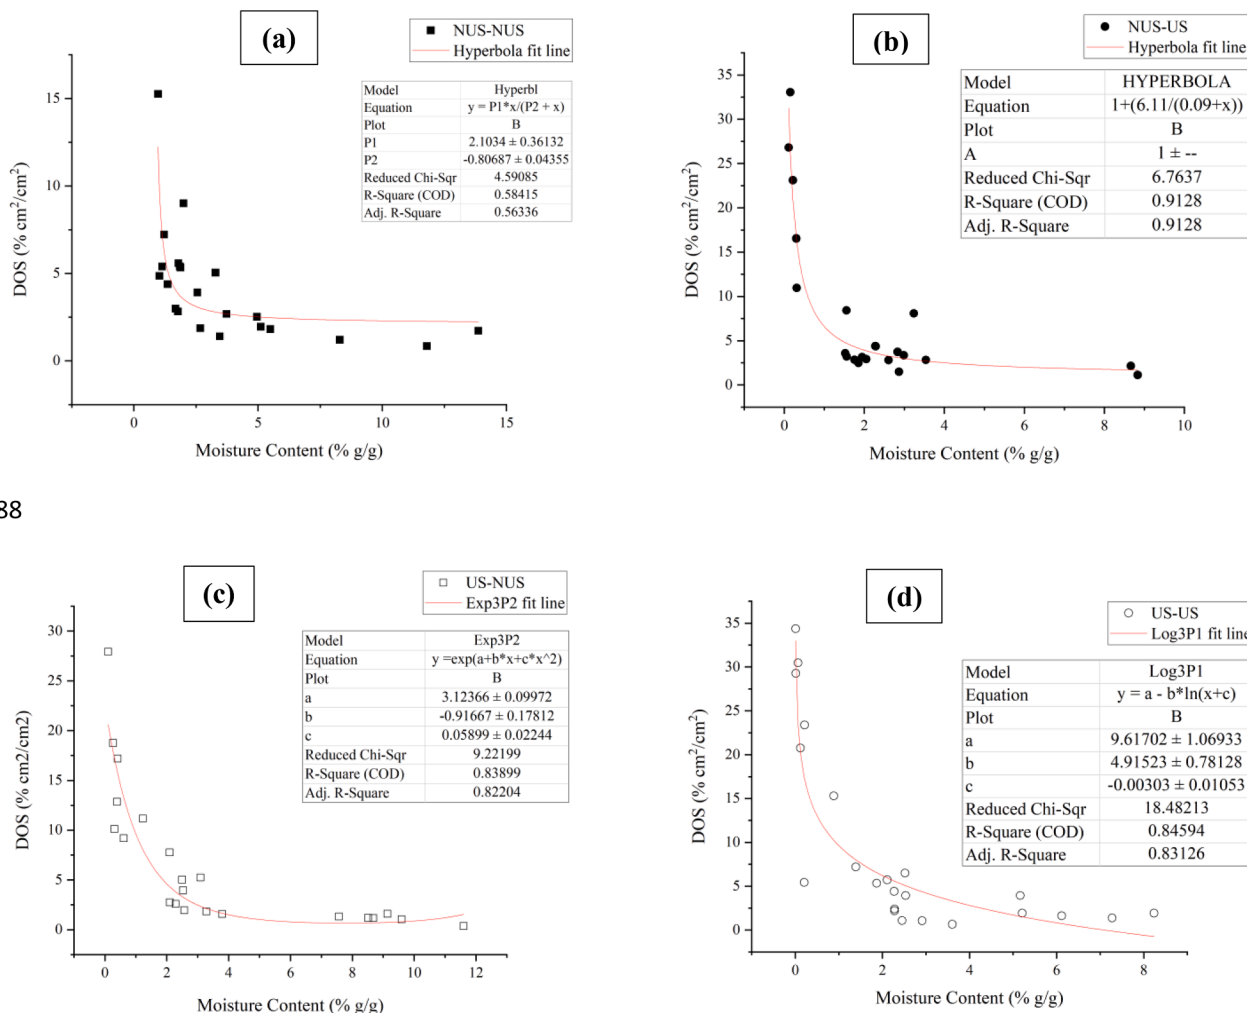 (a)
NUS-NUS
Hyperbola fit line
Model Hyperbl
Equation y = P1*x/(P2 + x)
Plot B
P1 2.1034 ± 0.36132
P2 -0.80687 ± 0.04355
Reduced Chi-Sqr 4.59085
R-Square (COD) 0.58415
Adj. R-Square 0.56336
15
10
5
0
DOS (% cm²/cm²)
0 5 10 15
Moisture Content (% g/g)
(b)
NUS-US
Hyperbola fit line
Model HYPERBOLA
Equation 1+(6.11/(0.09+x))
Plot B
A 1 ± --
Reduced Chi-Sqr 6.7637
R-Square (COD) 0.9128
Adj. R-Square 0.9128
35
30
25
20
15
10
5
0
DOS (% cm²/cm²)
0 2 4 6 8 10
Moisture Content (% g/g)
88
(c)
US-NUS
Exp3P2 fit line
Model Exp3P2
Equation y =exp(a+b*x+c*x^2)
Plot B
a 3.12366 ± 0.09972
b -0.91667 ± 0.17812
c 0.05899 ± 0.02244
Reduced Chi-Sqr 9.22199
R-Square (COD) 0.83899
Adj. R-Square 0.82204
30
25
20
15
10
5
0
DOS (% cm2/cm2)
0 2 4 6 8 10 12
Moisture Content (% g/g)
(d)
US-US
Log3P1 fit line
Model Log3P1
Equation y = a - b*ln(x+c)
Plot B
a 9.61702 ± 1.06933
b 4.91523 ± 0.78128
c -0.00303 ± 0.01053
Reduced Chi-Sqr 18.48213
R-Square (COD) 0.84594
Adj. R-Square 0.83126
35
30
25
20
15
10
5
0
DOS (% cm²/cm²)
0 2 4 6 8
Moisture Content (% g/g)